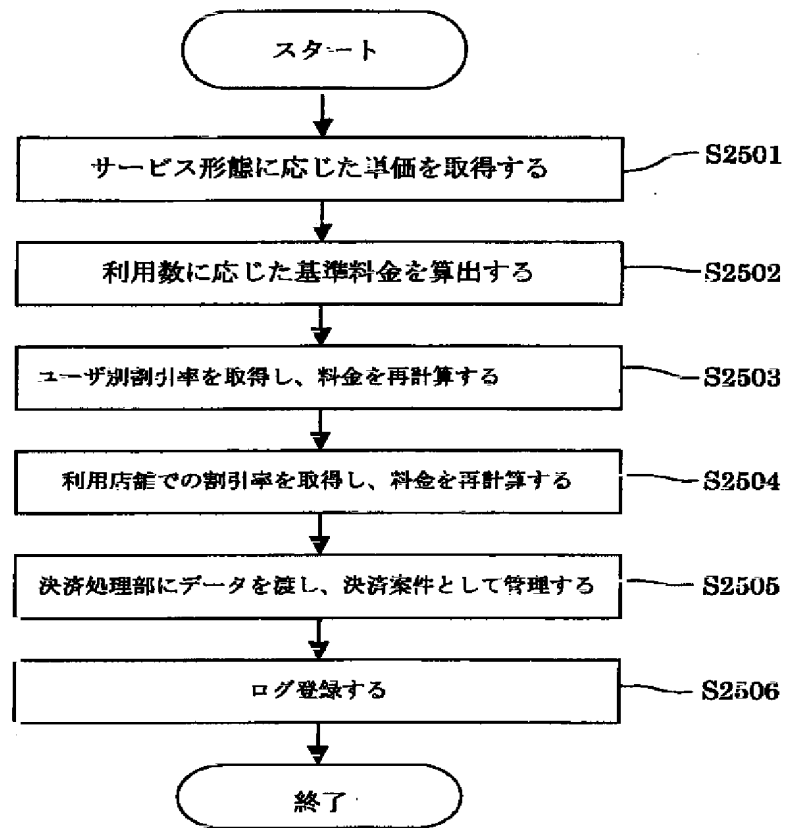 スタート
サービス形態に応じた単価を取得する
S2501
利用数に応じた基準料金を算出する
S2502
ユーザ別割引率を取得し、料金を再計算する
S2503
利用店舗での割引率を取得し、料金を再計算する
S2504
決済処理部にデータを渡し、決済案件として管理する
S2505
ログ登録する
S2506
終了